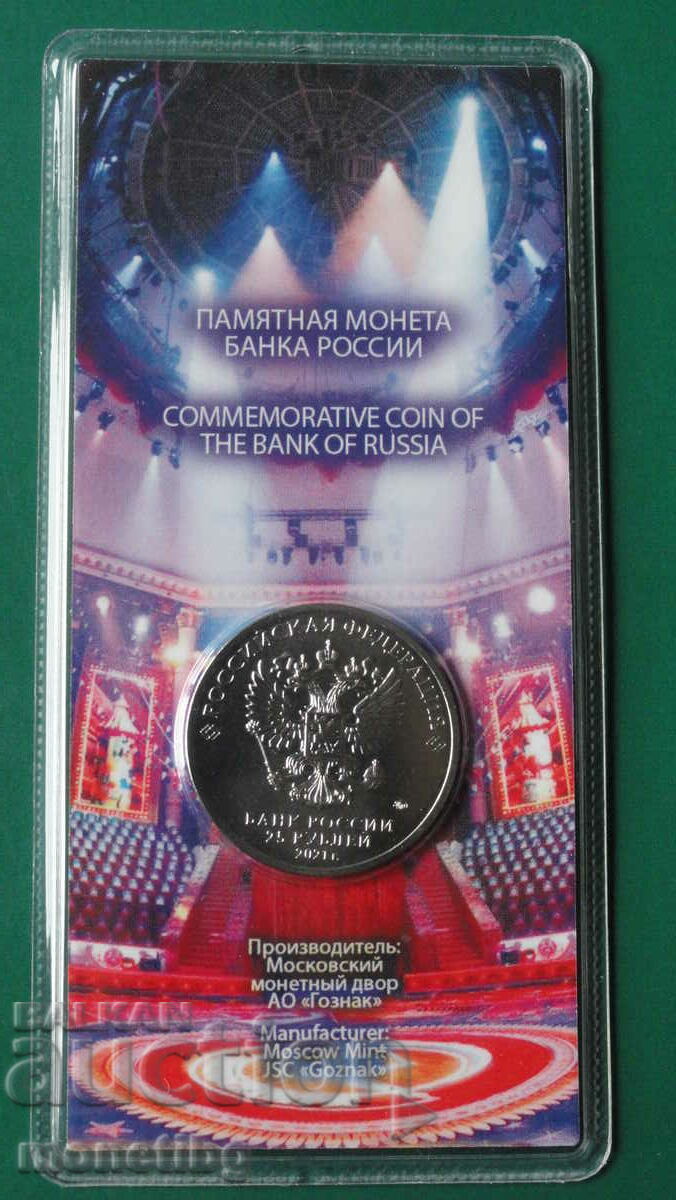 ПАМЯТНАЯ МОНЕТА
БАНКА РОССИИ
COMMEMORATIVE COIN OF
THE BANK OF RUSSIA
РОССИЙСКАЯ ФЕДЕРАЦИЯ
БАНК РОССИИ
25 РУБЛЕЙ
2021 г.
Производитель:
Московский
монетный двор
АО «Гознак»
Manufacturer:
Moscow Mint
JSC «Goznak»
BALKAN
auction
monetibg